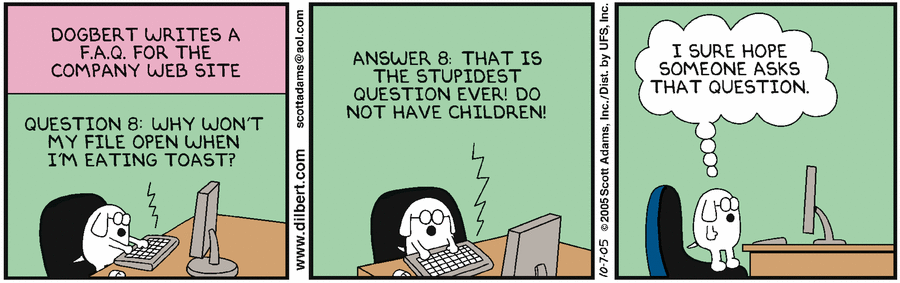 DOGBERT WRITES A
F.A.Q. FOR THE
COMPANY WEB SITE
QUESTION 8: WHY WON'T
MY FILE OPEN WHEN
I'M EATING TOAST?
www.dilbert.com
scottadams@aol.com
ANSWER 8: THAT IS
THE STUPIDEST
QUESTION EVER! DO
NOT HAVE CHILDREN!
10-7-05 © 2005 Scott Adams, Inc./Dist. by UFS, Inc.
I SURE HOPE
SOMEONE ASKS
THAT QUESTION.